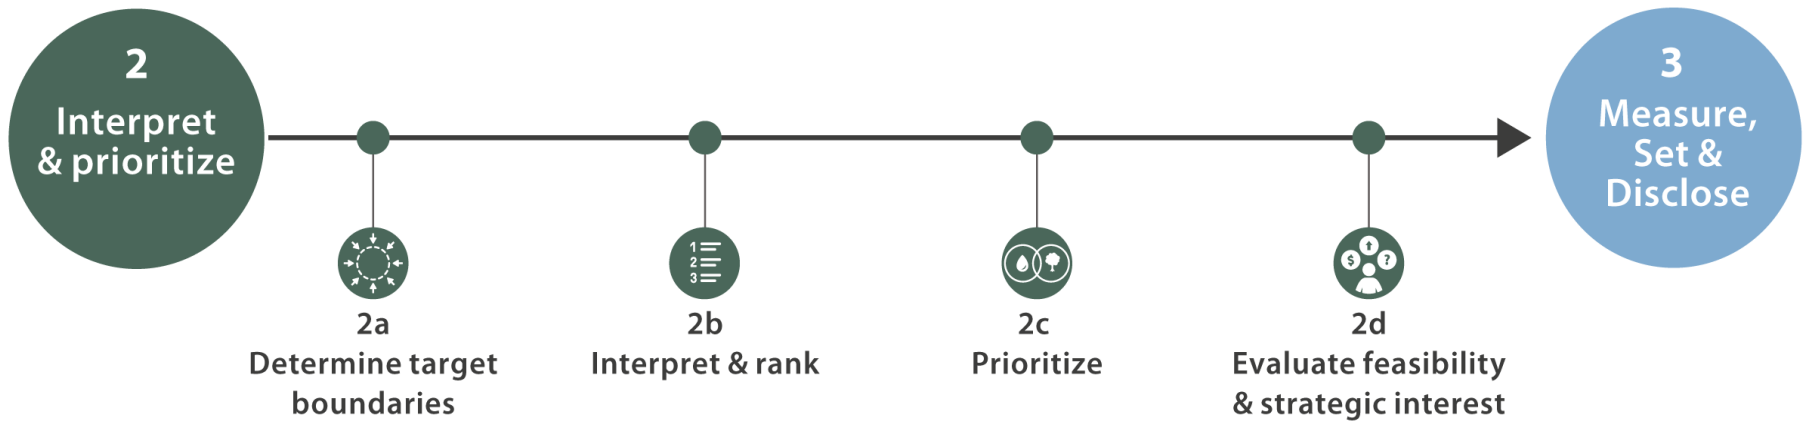 2
Interpret
& prioritize
3
Measure,
Set &
Disclose
1
2
3
$
?
2a
Determine target
boundaries
2b
Interpret & rank
2c
Prioritize
2d
Evaluate feasibility
& strategic interest